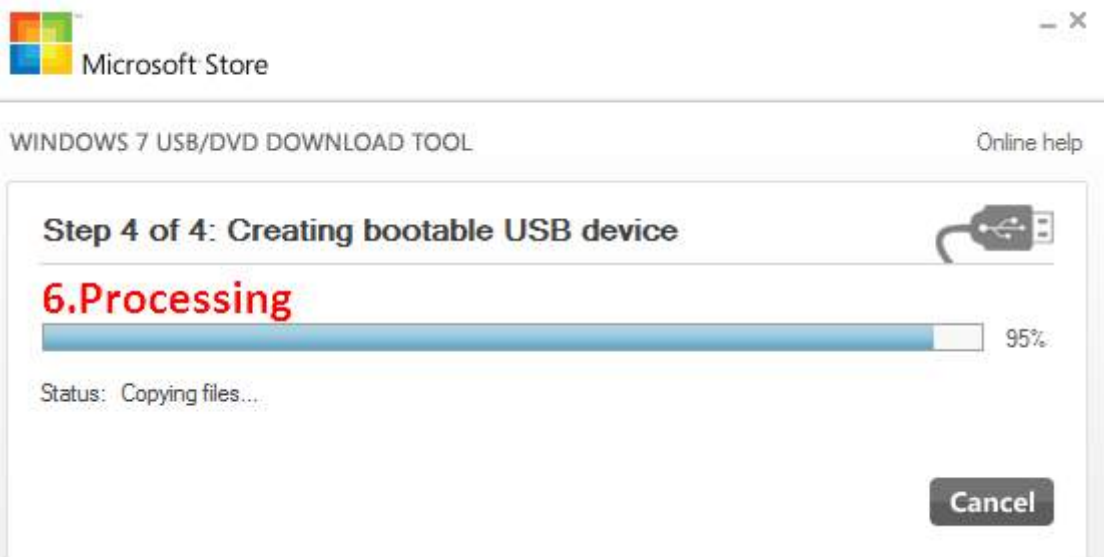 Microsoft Store
WINDOWS 7 USB/DVD DOWNLOAD TOOL
Online help
Step 4 of 4: Creating bootable USB device
6.Processing
95%
Status: Copying files...
Cancel